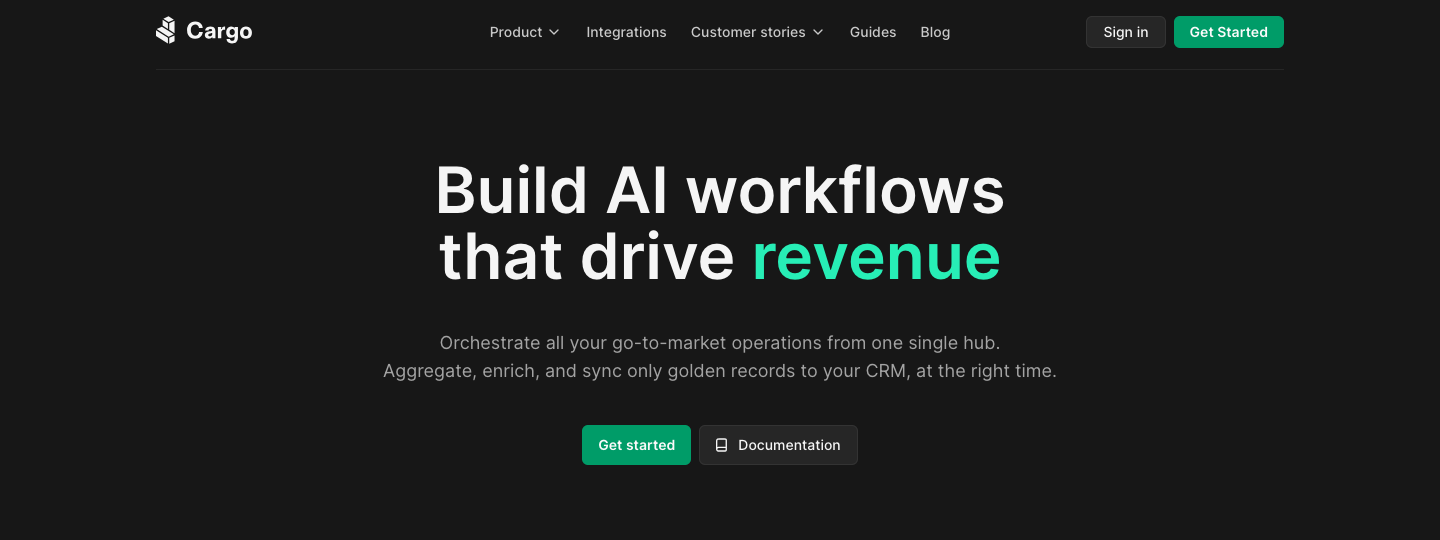 Cargo
Product
Integrations
Customer stories
Guides
Blog
Sign in
Get Started
Build AI workflows
that drive revenue
Orchestrate all your go-to-market operations from one single hub.
Aggregate, enrich, and sync only golden records to your CRM, at the right time.
Get started
Documentation